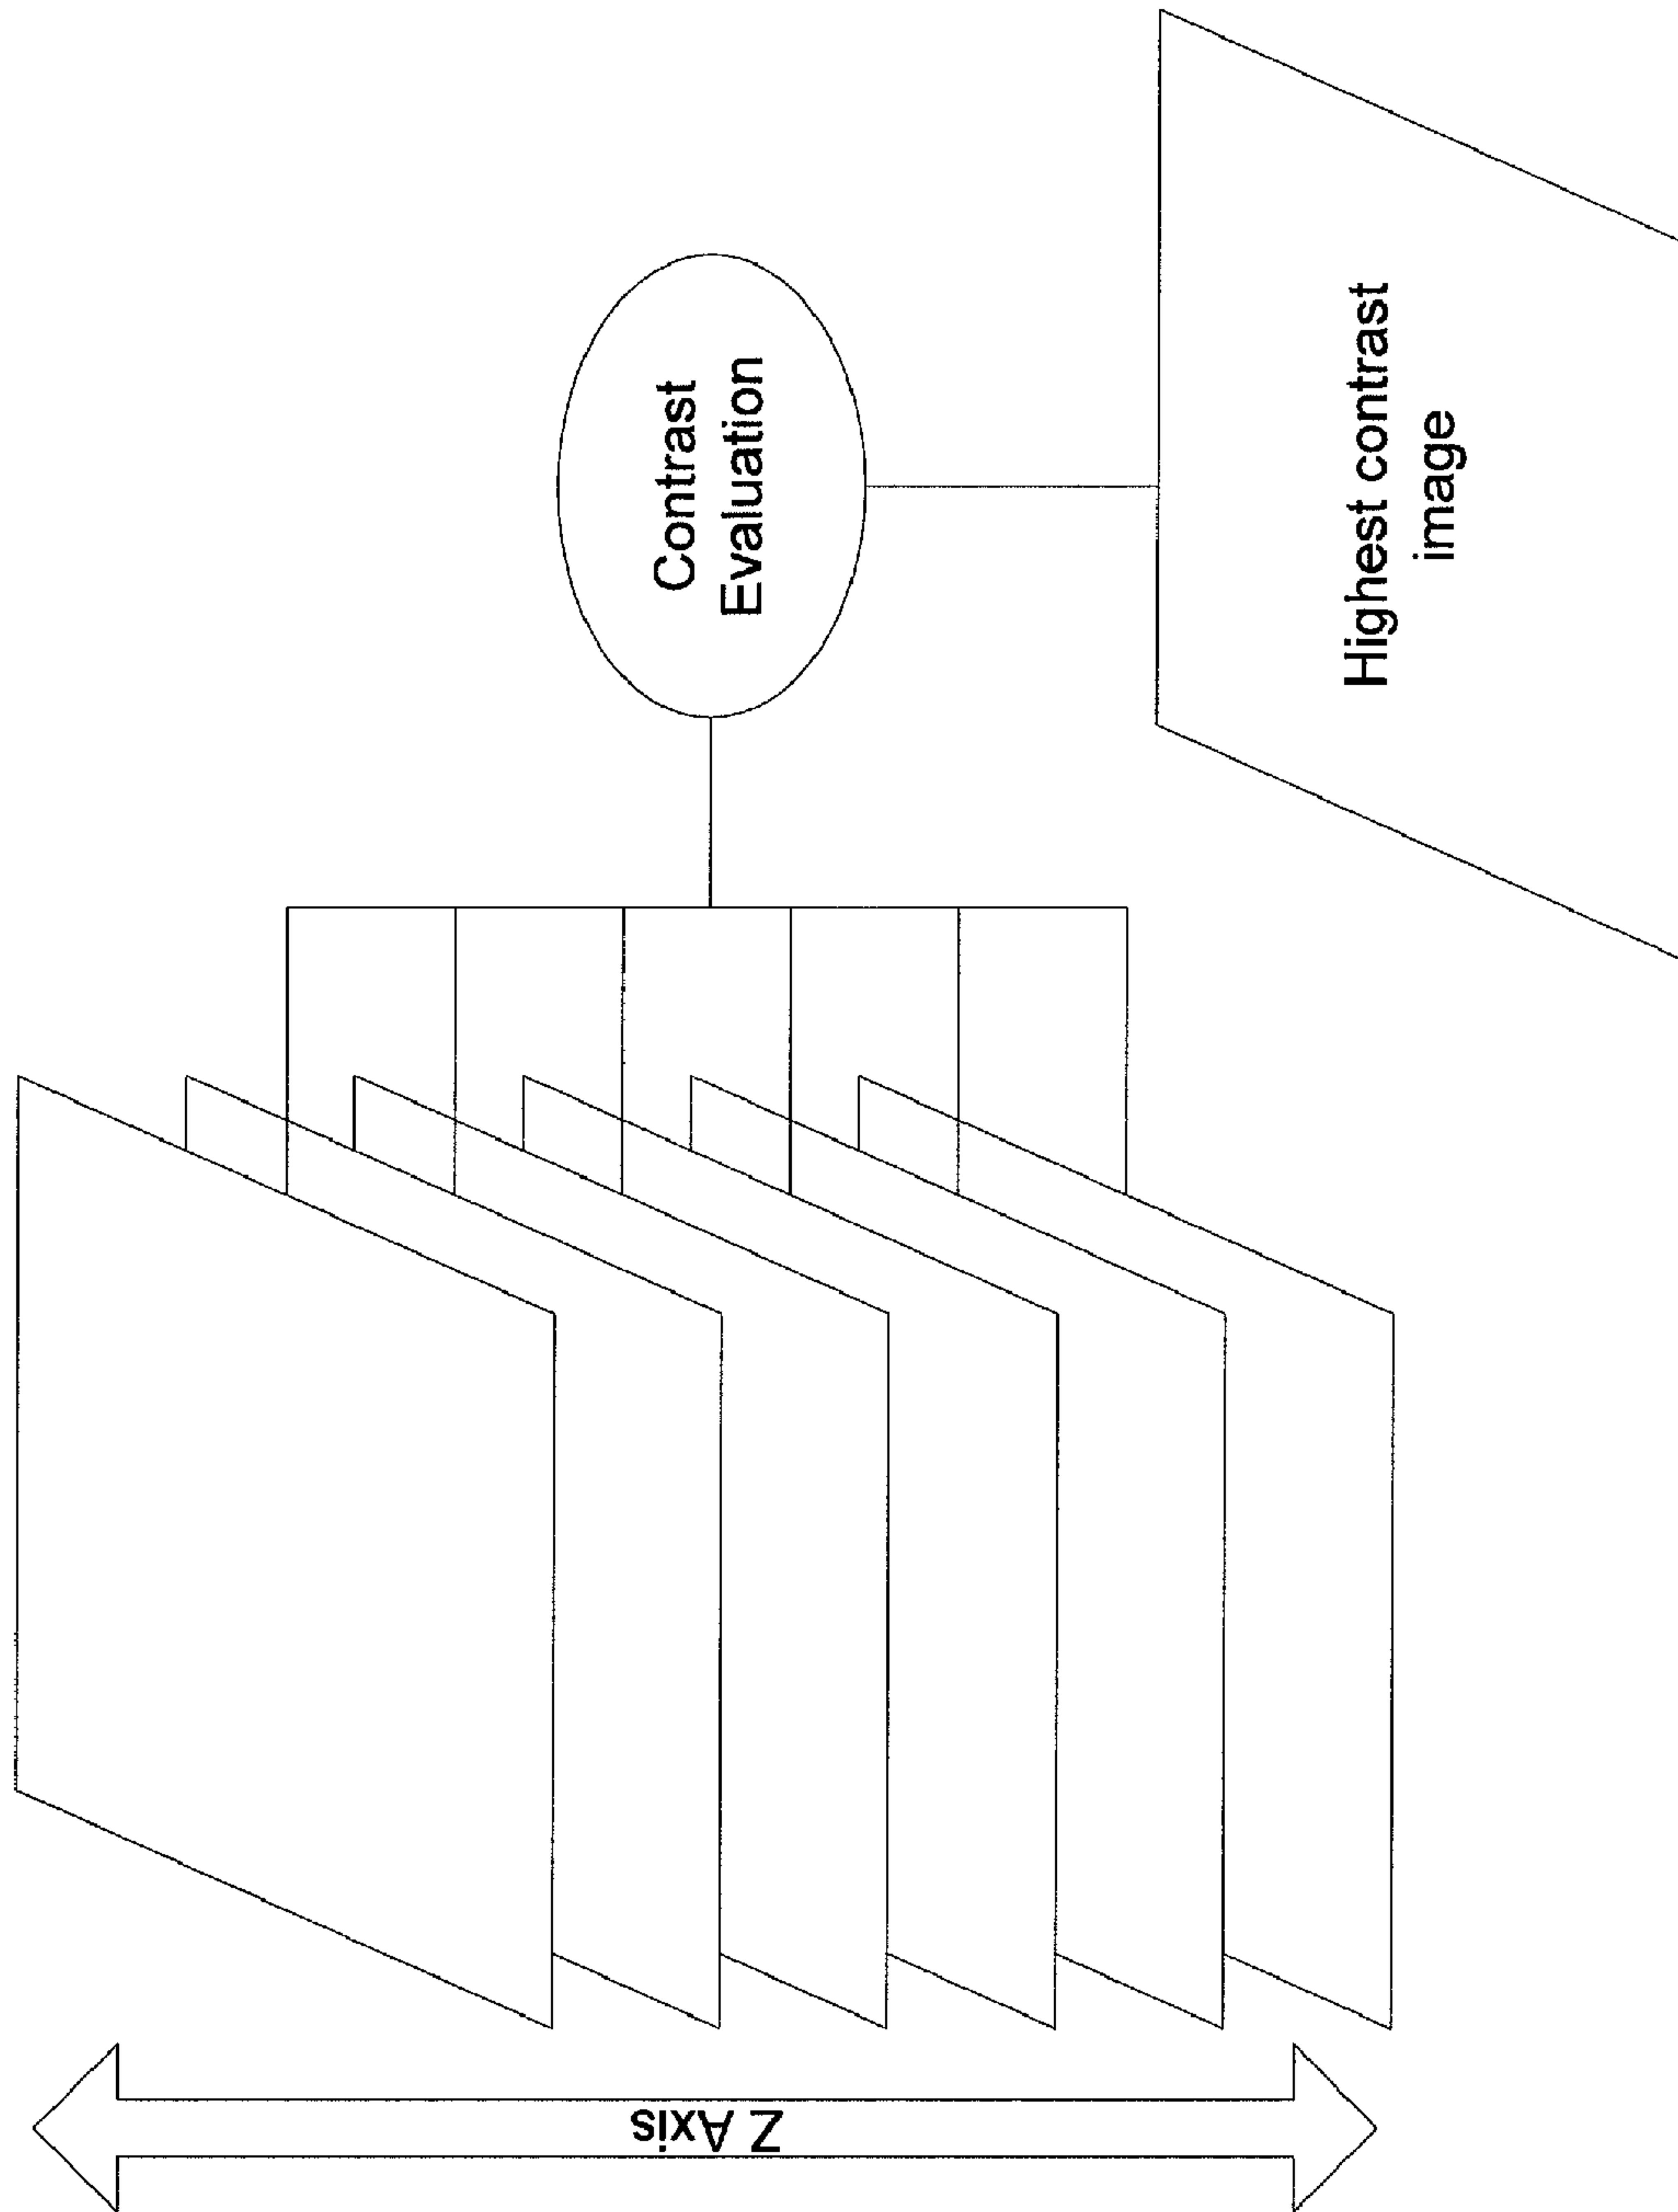 Z Axis
Contrast
Evaluation
Highest contrast
image